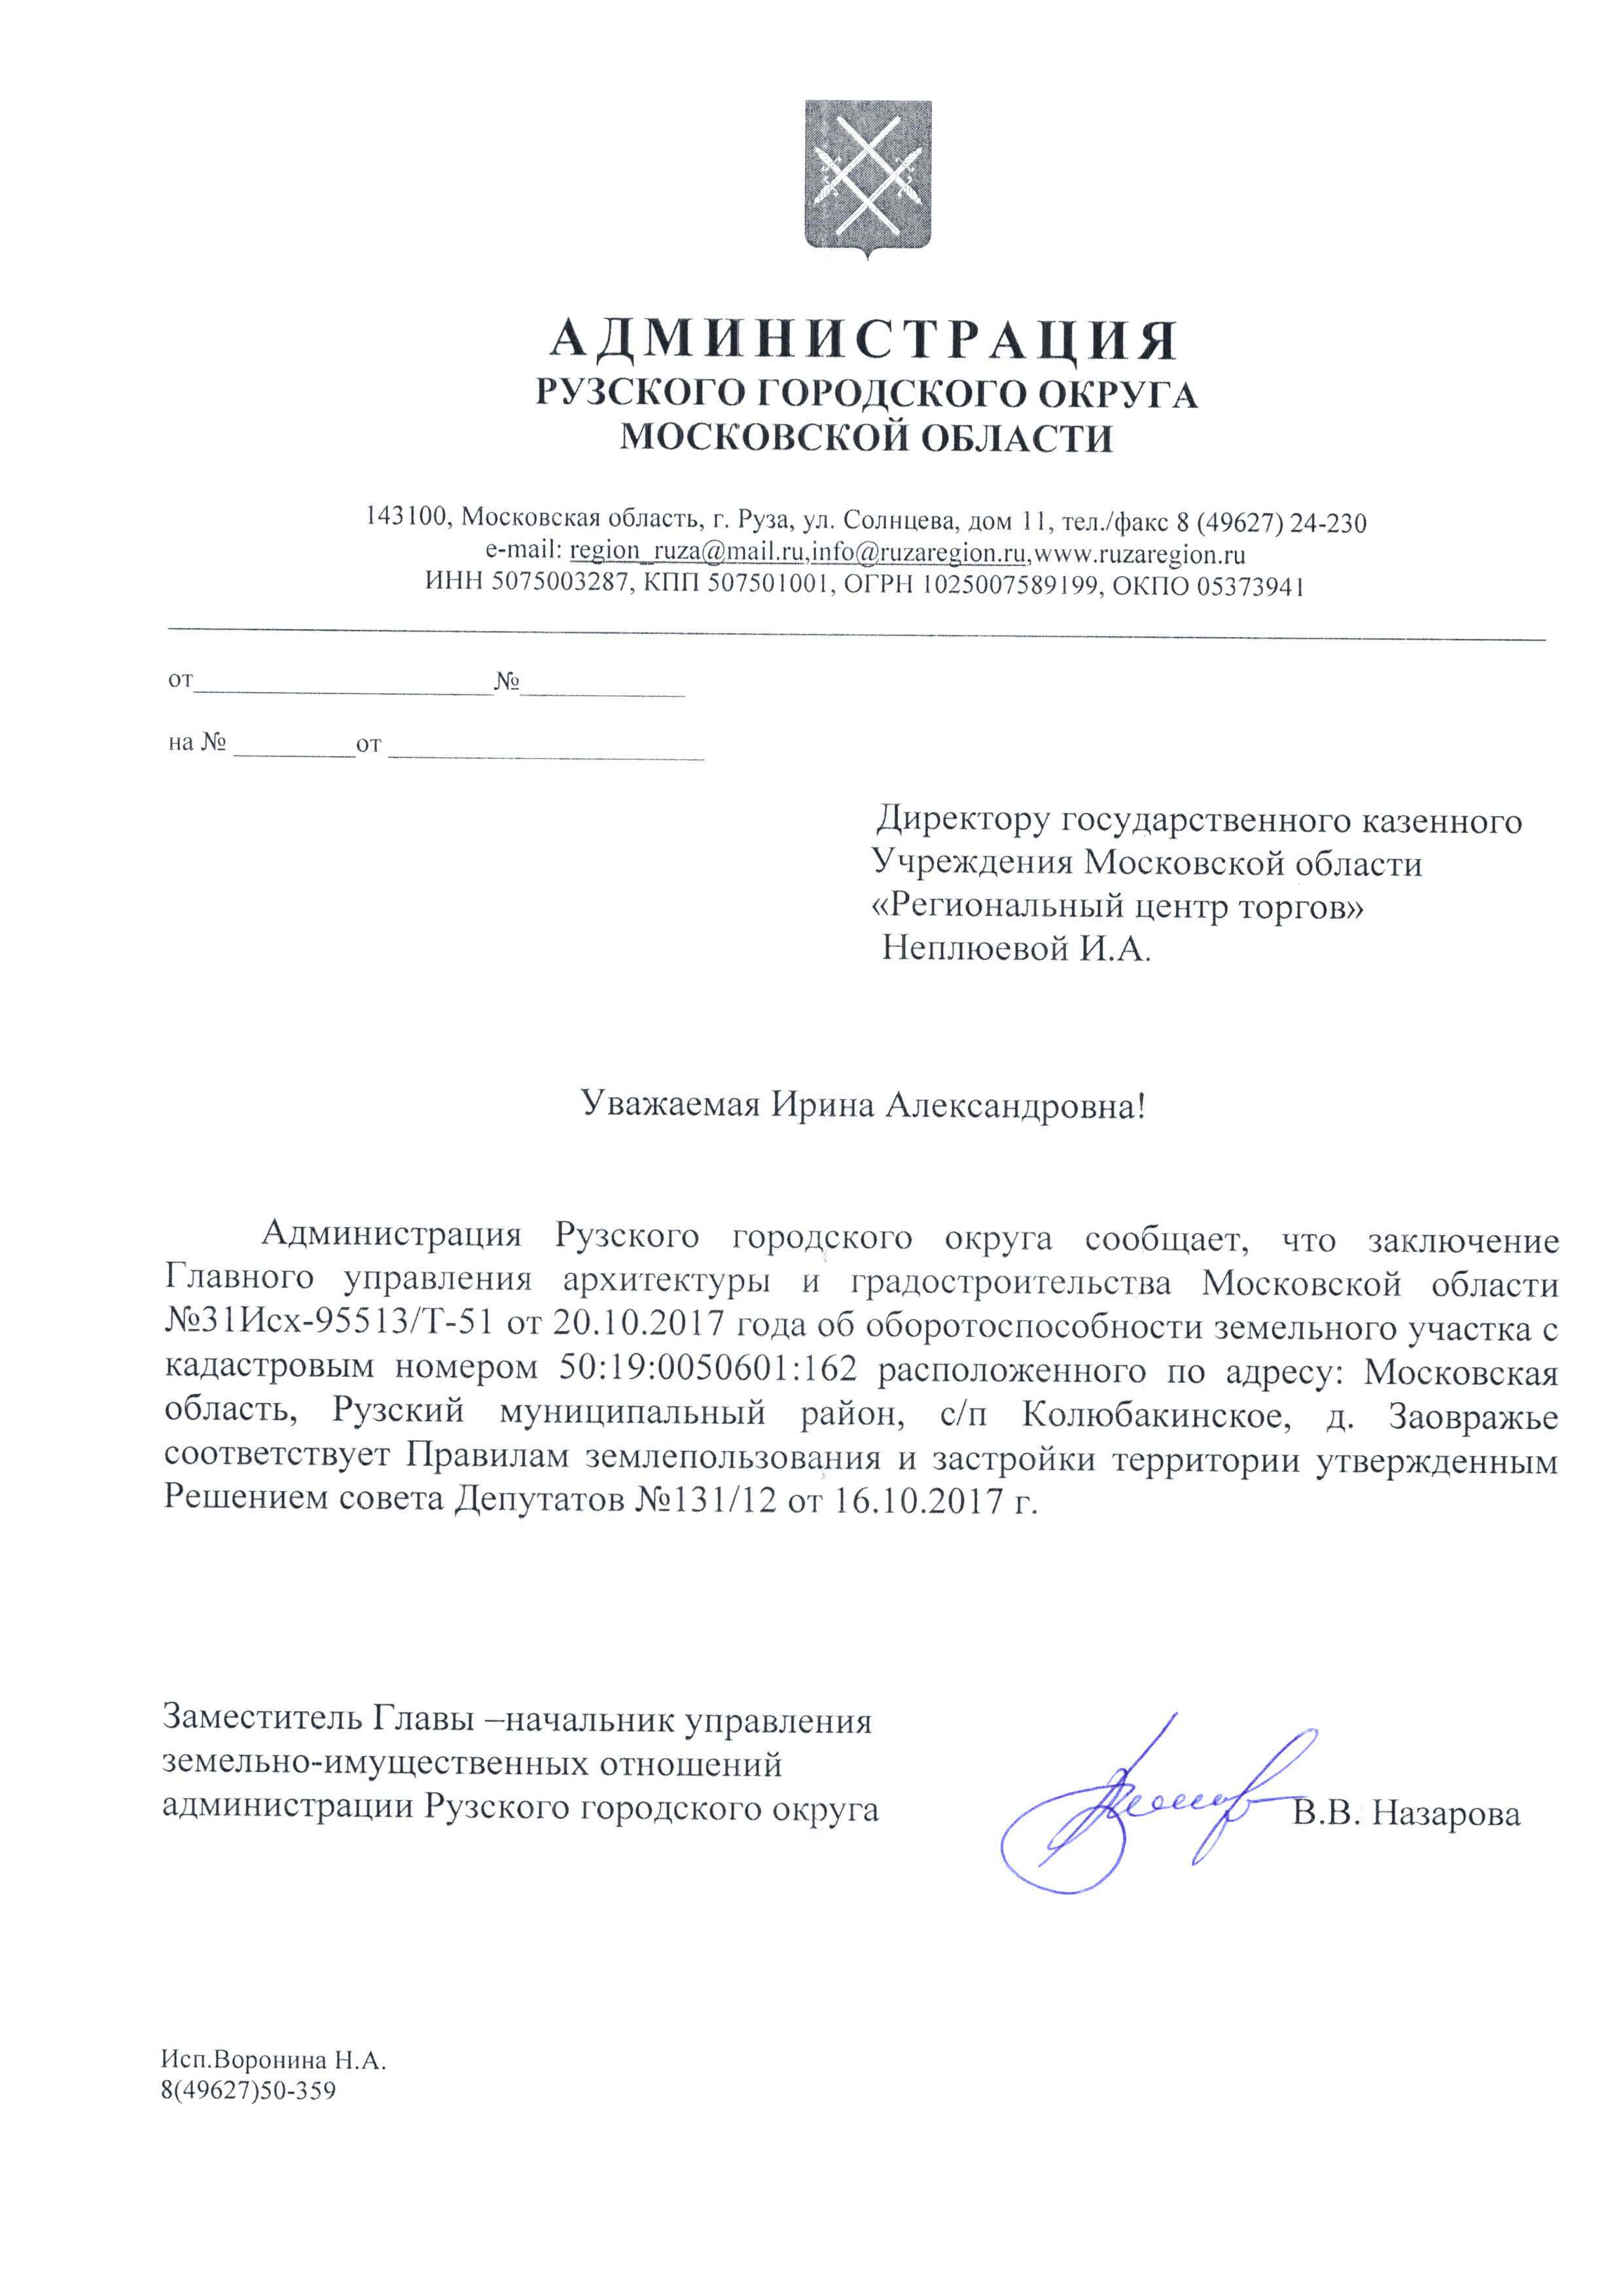 АДМИНИСТРАЦИЯ
РУЗСКОГО ГОРОДСКОГО ОКРУГА
МОСКОВСКОЙ ОБЛАСТИ
143100, Московская область, г. Руза, ул. Солнцева, дом 11, тел./факс 8 (49627) 24-230
e-mail: region_ruza@mail.ru,info@ruzaregion.ru,www.ruzaregion.ru
ИНН 5075003287, КПП 507501001, ОГРН 1025007589199, ОКПО 05373941
от______________________№____________
на № _________от _______________________
Директору государственного казенного
Учреждения Московской области
«Региональный центр торгов»
Неплюевой И.А.
Уважаемая Ирина Александровна!
Администрация Рузского городского округа сообщает, что заключение
Главного управления архитектуры и градостроительства Московской области
№31Исх-95513/Т-51 от 20.10.2017 года об оборотоспособности земельного участка с
кадастровым номером 50:19:0050601:162 расположенного по адресу: Московская
область, Рузский муниципальный район, с/п Колюбакинское, д. Заовражье
соответствует Правилам землепользования и застройки территории утвержденным
Решением совета Депутатов №131/12 от 16.10.2017 г.
Заместитель Главы –начальник управления
земельно-имущественных отношений
администрации Рузского городского округа
В.В. Назарова
Исп.Воронина Н.А.
8(49627)50-359